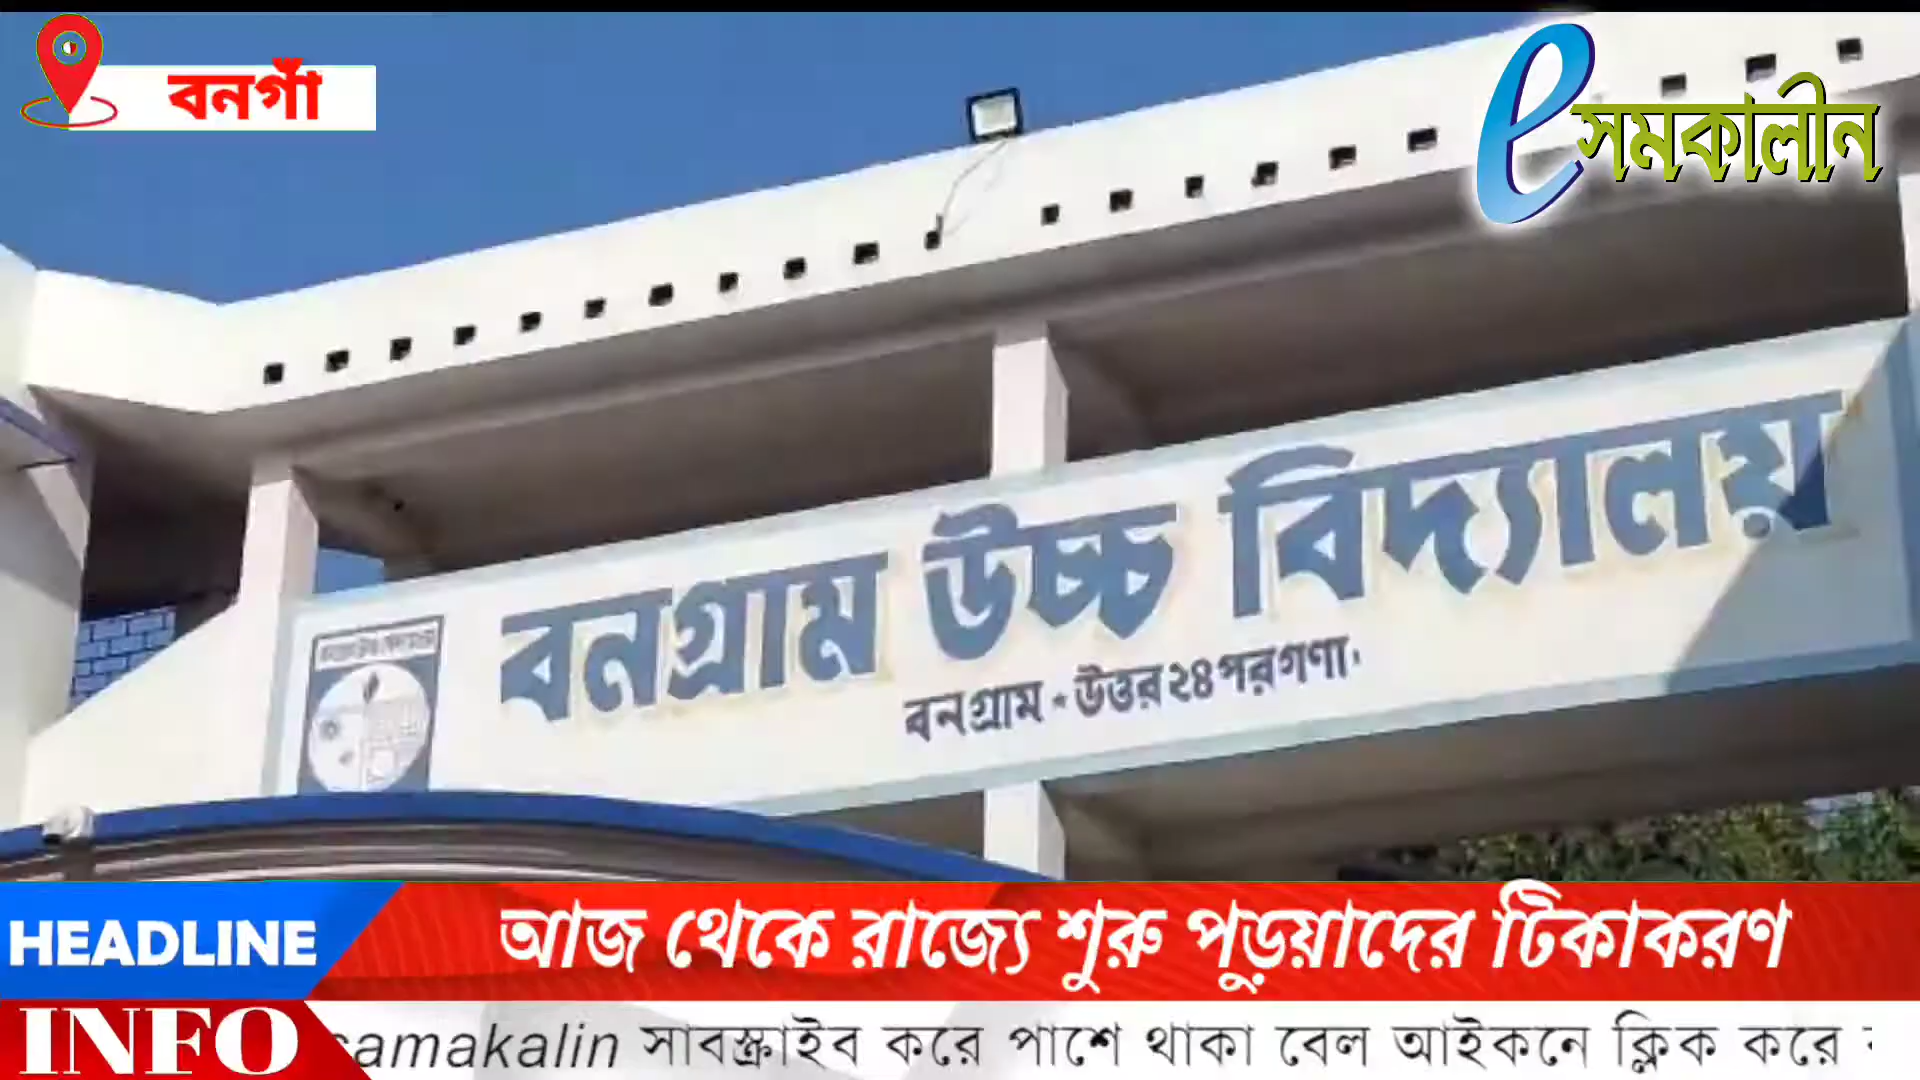 বনগাঁ
e সমকালীন
বনগ্রাম উচ্চ বিদ্যালয়
বনগ্রাম * উত্তর ২৪ পরগণা
HEADLINE
আজ থেকে রাজ্যে শুরু পড়ুয়াদের টিকাকরণ
INFO
samakalin সাবস্ক্রাইব করে পাশে থাকা বেল আইকনে ক্লিক করে